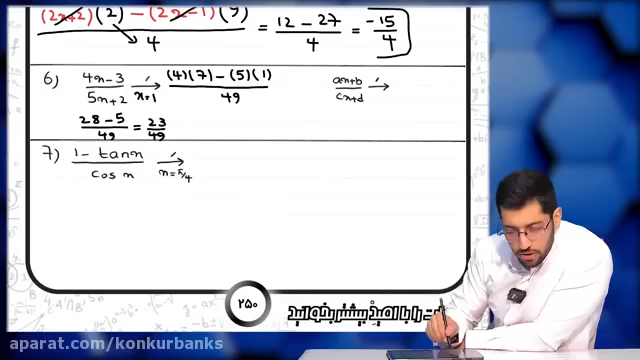 (2x+2)(2) − (2x−1)(9) / 4 = 12 − 27 / 4 = −15 / 4
6) 4x−3 / 5x+2 → ′ x=1 (4)(7) − (5)(1) / 49 ax+b / cx+d → ′
28−5 / 49 = 23 / 49
7) 1 − tan x / cos x → ′ x=π/4
۲۵۰
را با امید بیشتر بخوانید
aparat.com/konkurbanks